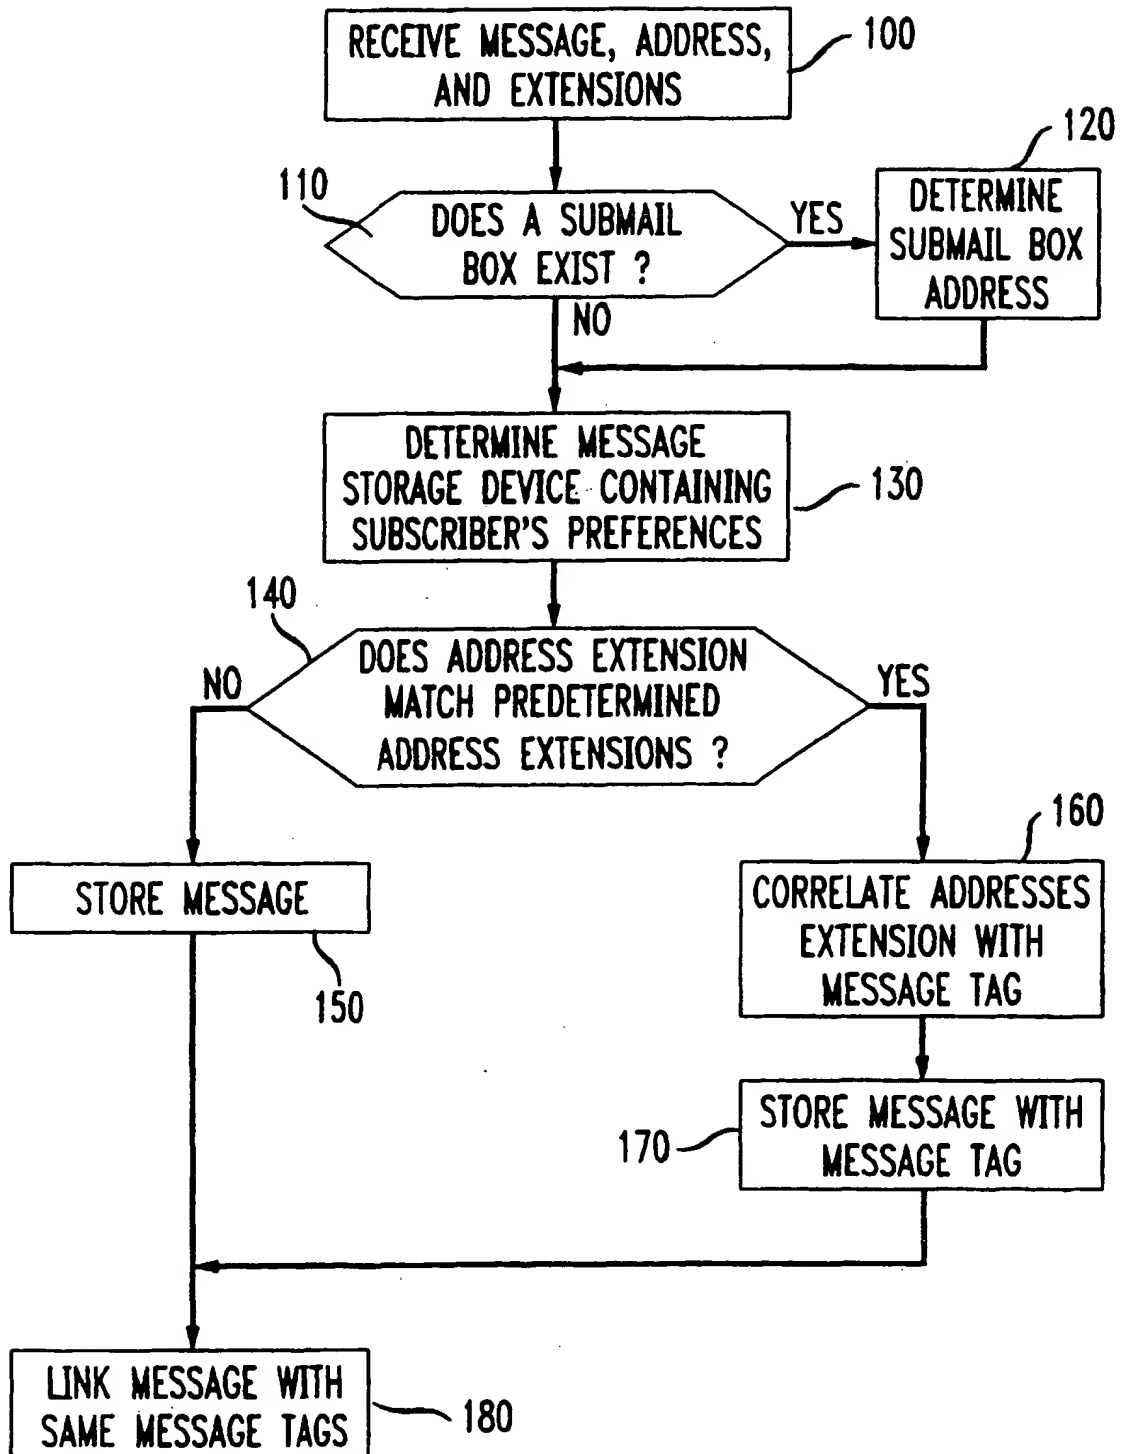 RECEIVE MESSAGE, ADDRESS,
AND EXTENSIONS
100
110
DOES A SUBMAIL
BOX EXIST ?
YES
120
DETERMINE
SUBMAIL BOX
ADDRESS
NO
DETERMINE MESSAGE
STORAGE DEVICE CONTAINING
SUBSCRIBER'S PREFERENCES
130
140
DOES ADDRESS EXTENSION
MATCH PREDETERMINED
ADDRESS EXTENSIONS ?
NO
YES
STORE MESSAGE
150
160
CORRELATE ADDRESSES
EXTENSION WITH
MESSAGE TAG
170
STORE MESSAGE WITH
MESSAGE TAG
LINK MESSAGE WITH
SAME MESSAGE TAGS
180